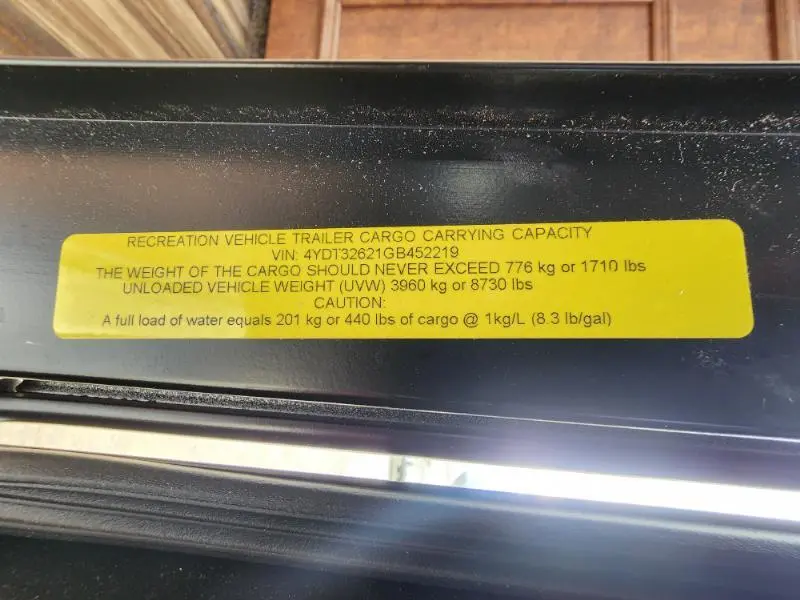 RECREATION VEHICLE TRAILER CARGO CARRYING CAPACITY
VIN: 4YDT32621GB452219
THE WEIGHT OF THE CARGO SHOULD NEVER EXCEED 776 kg or 1710 lbs
UNLOADED VEHICLE WEIGHT (UVW) 3960 kg or 8730 lbs
CAUTION:
A full load of water equals 201 kg or 440 lbs of cargo @ 1kg/L (8.3 lb/gal)